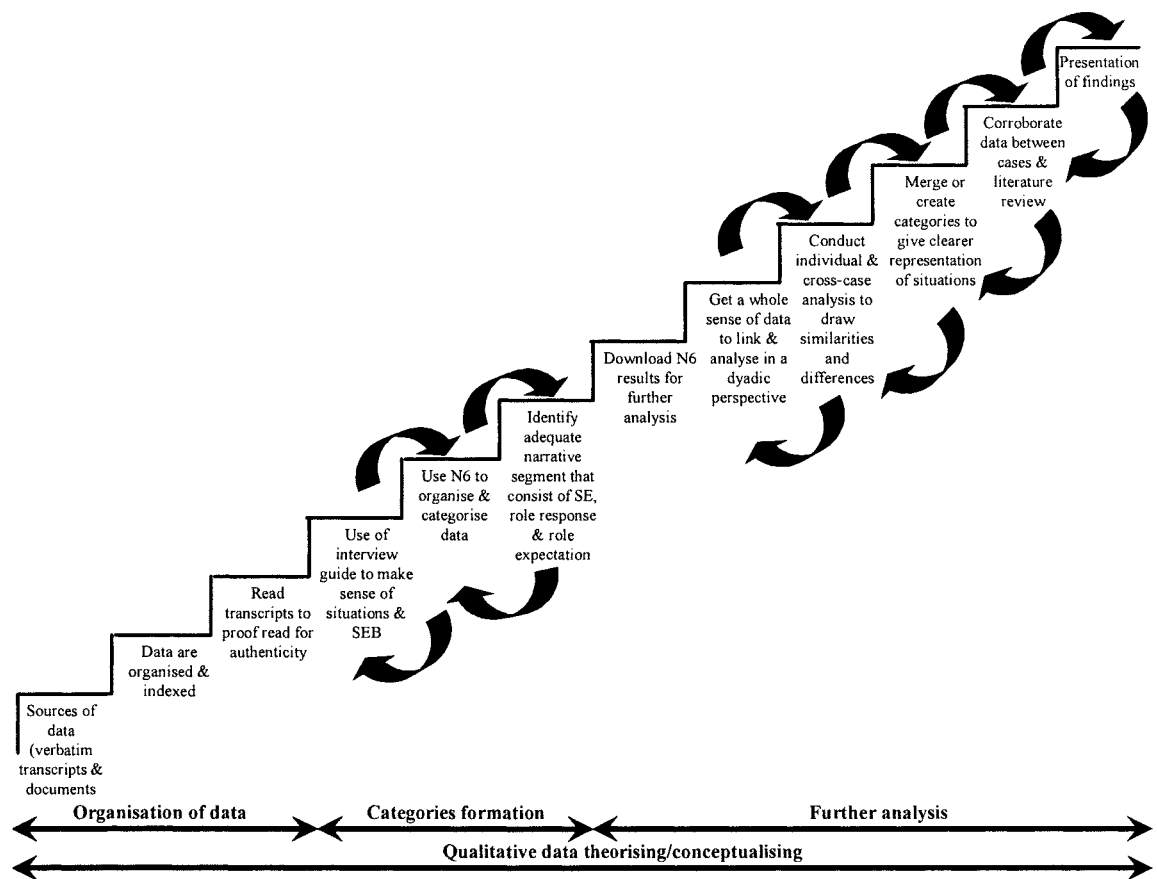 Sources of
data
(verbatim
transcripts &
documents
Data are
organised &
indexed
Read
transcripts to
proof read for
authenticity
Use of
interview
guide to make
sense of
situations &
SEB
Use N6 to
organise &
categorise
data
Identify
adequate
narrative
segment that
consist of SE,
role response
& role
expectation
Download N6
results for
further
analysis
Get a whole
sense of data
to link &
analyse in a
dyadic
perspective
Conduct
individual &
cross-case
analysis to
draw
similarities
and
differences
Merge or
create
categories to
give clearer
representation
of situations
Corroborate
data between
cases &
literature
review
Presentation
of findings
Organisation of data
Categories formation
Further analysis
Qualitative data theorising/conceptualising